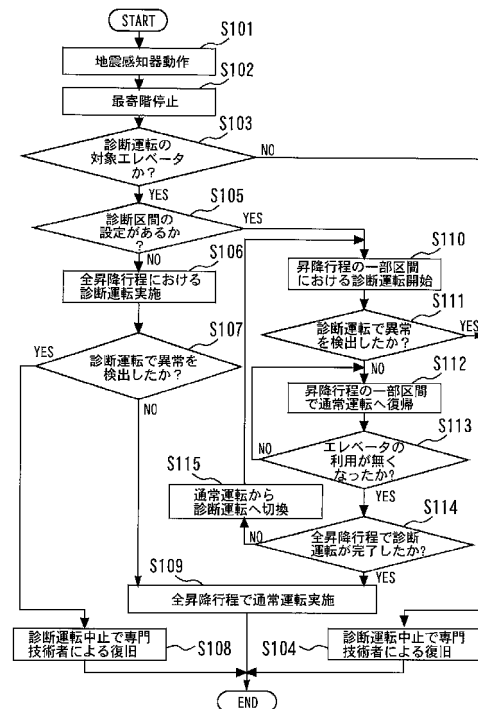 START
S101
地震感知器動作
S102
最寄階停止
S103
診断運転の
対象エレベータ
か?
NO
YES
S105
診断区間の
設定があるか
?
YES
NO
S106
全昇降行程における
診断運転実施
S107
YES
診断運転で異常を
検出したか?
NO
S110
昇降行程の一部区間
における診断運転開始
S111
診断運転で異常
を検出したか?
YES
NO
S112
昇降行程の一部区間
で通常運転へ復帰
S113
NO
エレベータの
利用が無く
なったか?
YES
S115
通常運転から
診断運転へ切換
S114
NO
全昇降行程で診断
運転が完了したか?
YES
S109
全昇降行程で通常運転実施
診断運転中止で専門
技術者による復旧
S108
S104
診断運転中止で専門
技術者による復旧
END